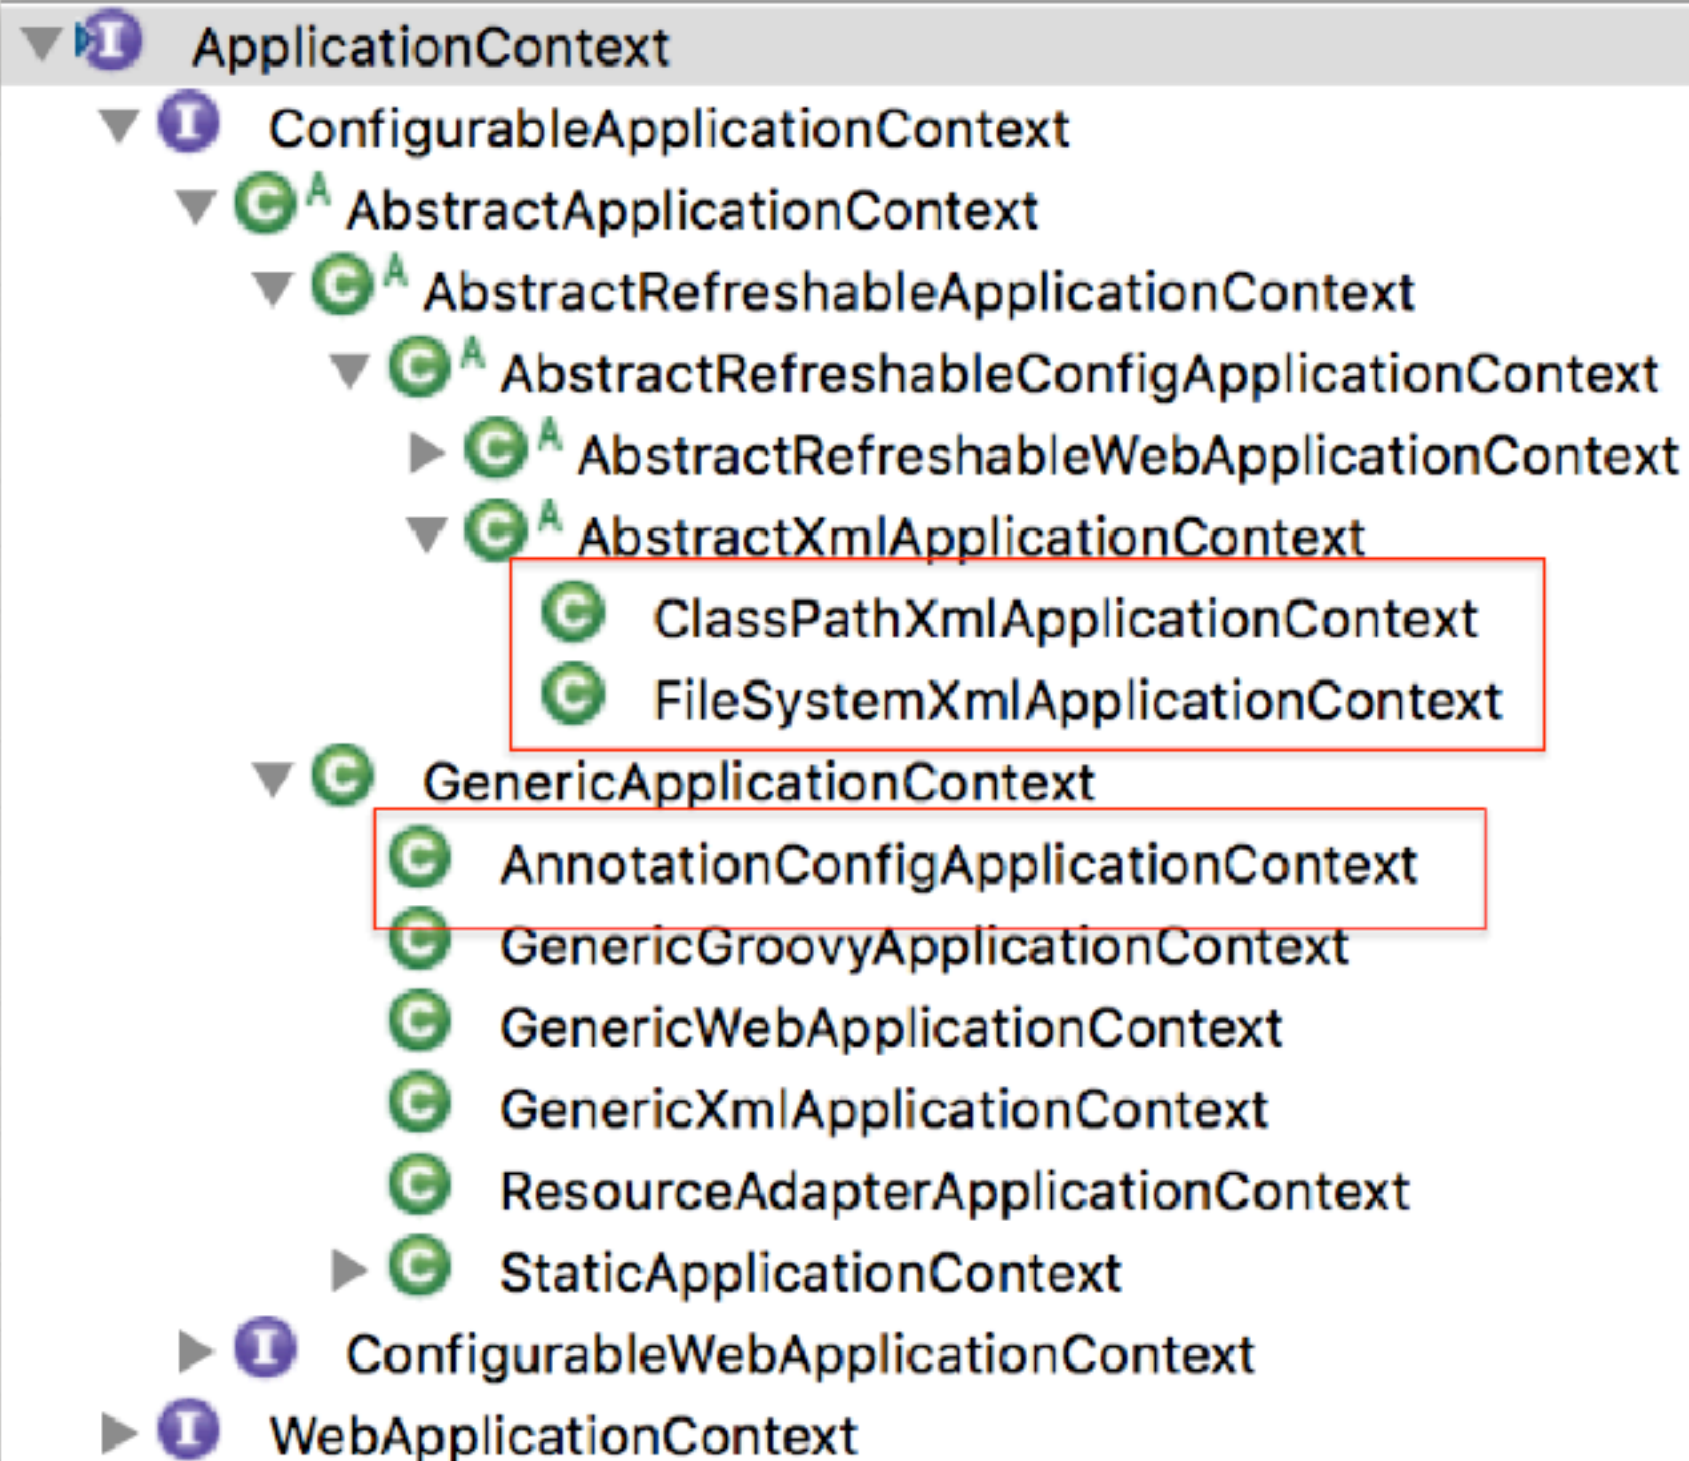 ApplicationContext
ConfigurableApplicationContext
AbstractApplicationContext
AbstractRefreshableApplicationContext
AbstractRefreshableConfigApplicationContext
AbstractRefreshableWebApplicationContext
AbstractXmlApplicationContext
ClassPathXmlApplicationContext
FileSystemXmlApplicationContext
GenericApplicationContext
AnnotationConfigApplicationContext
GenericGroovyApplicationContext
GenericWebApplicationContext
GenericXmlApplicationContext
ResourceAdapterApplicationContext
StaticApplicationContext
ConfigurableWebApplicationContext
WebApplicationContext